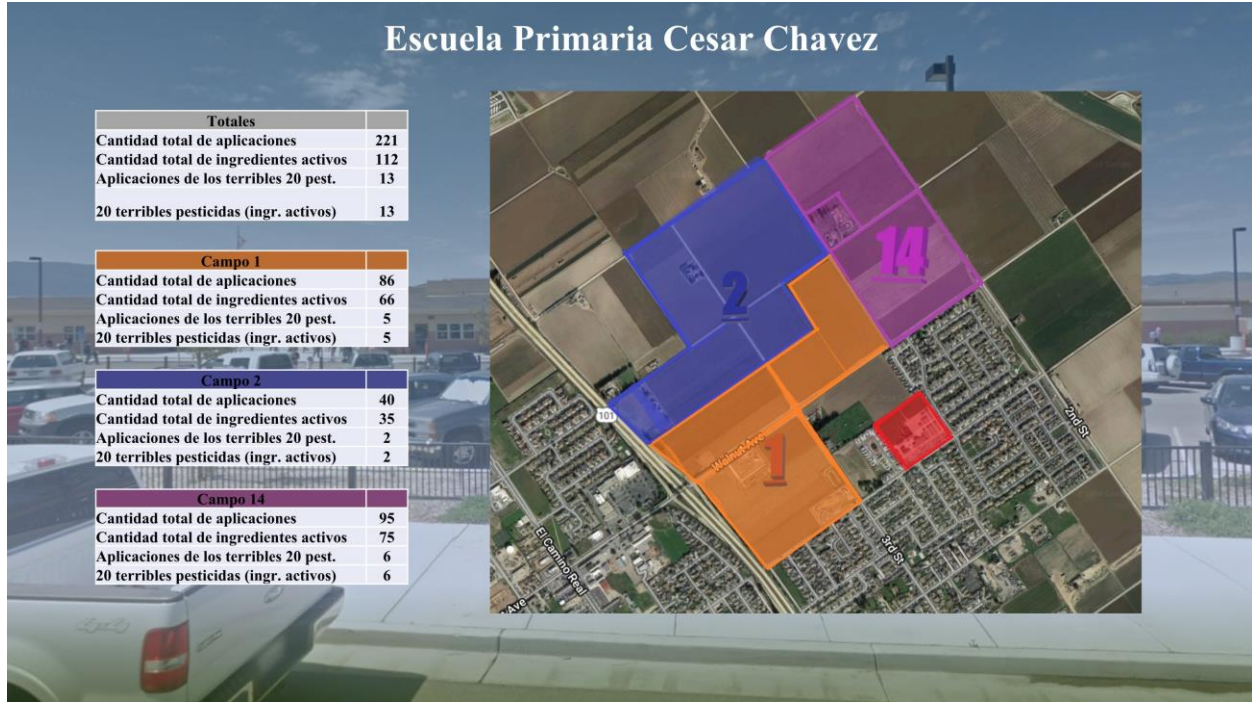 Escuela Primaria Cesar Chavez
Totales
Cantidad total de aplicaciones 221
Cantidad total de ingredientes activos 112
Aplicaciones de los terribles 20 pest. 13
20 terribles pesticidas (ingr. activos) 13
Campo 1
Cantidad total de aplicaciones 86
Cantidad total de ingredientes activos 66
Aplicaciones de los terribles 20 pest. 5
20 terribles pesticidas (ingr. activos) 5
Campo 2
Cantidad total de aplicaciones 40
Cantidad total de ingredientes activos 35
Aplicaciones de los terribles 20 pest. 2
20 terribles pesticidas (ingr. activos) 2
Campo 14
Cantidad total de aplicaciones 95
Cantidad total de ingredientes activos 75
Aplicaciones de los terribles 20 pest. 6
20 terribles pesticidas (ingr. activos) 6
14
2
101
2nd St
Walnut Ave
1
3rd St
El Camino Real
Ave
4x4